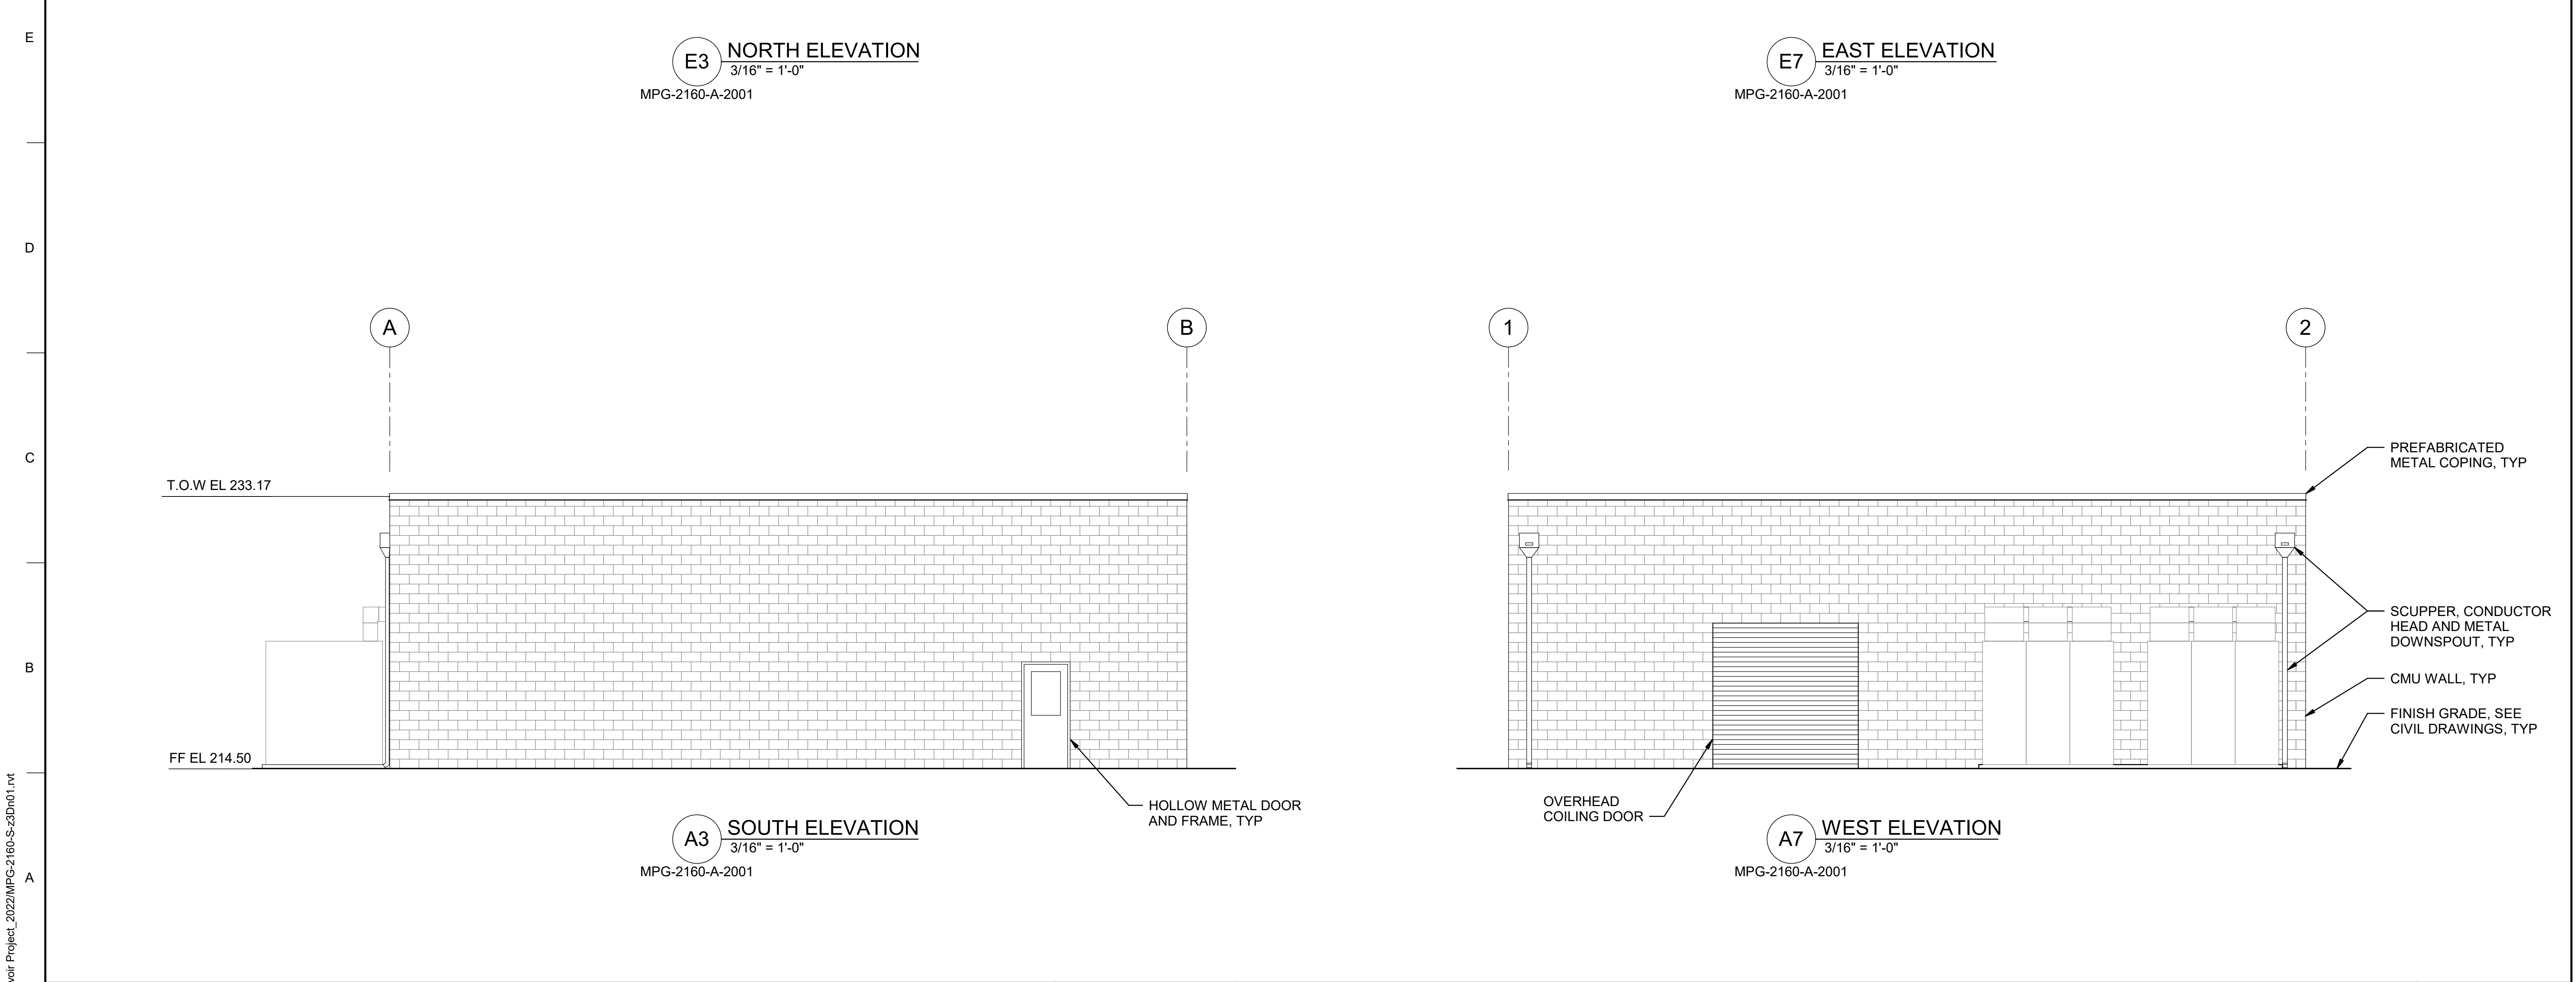 E
E3 NORTH ELEVATION
3/16" = 1'-0"
MPG-2160-A-2001
E7 EAST ELEVATION
3/16" = 1'-0"
MPG-2160-A-2001
D
A
B
1
2
C
T.O.W EL 233.17
PREFABRICATED
METAL COPING, TYP
SCUPPER, CONDUCTOR
HEAD AND METAL
DOWNSPOUT, TYP
B
CMU WALL, TYP
FINISH GRADE, SEE
CIVIL DRAWINGS, TYP
FF EL 214.50
HOLLOW METAL DOOR
AND FRAME, TYP
OVERHEAD
COILING DOOR
A3 SOUTH ELEVATION
3/16" = 1'-0"
MPG-2160-A-2001
A7 WEST ELEVATION
3/16" = 1'-0"
MPG-2160-A-2001
A
voir Project_2022/MPG-2160-S-z3Dn01.rvt